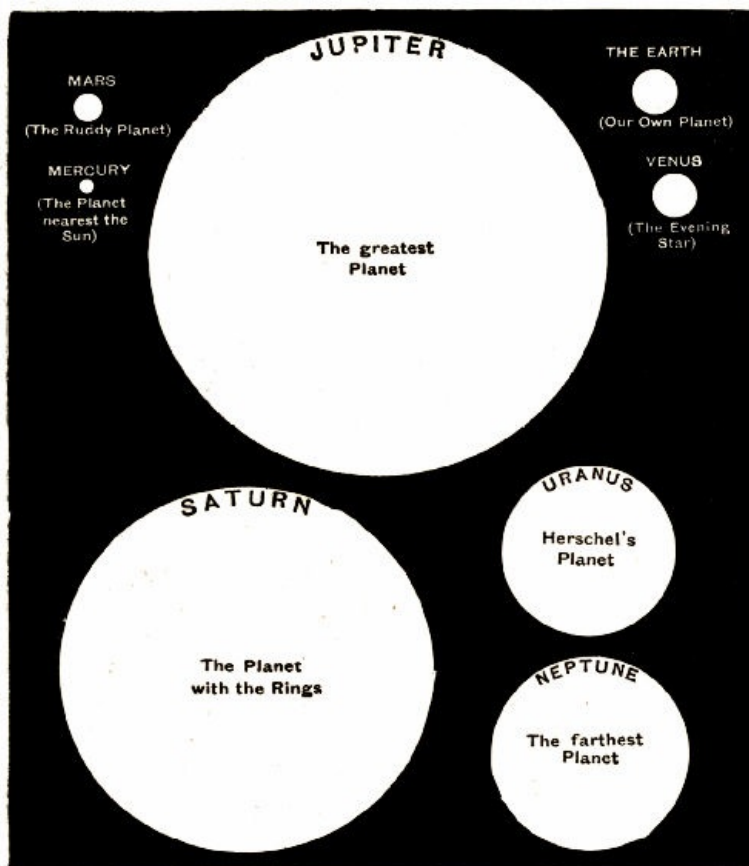 JUPITER
The greatest
Planet
MARS
(The Ruddy Planet)
MERCURY
(The Planet
nearest the
Sun)
THE EARTH
(Our Own Planet)
VENUS
(The Evening
Star)
SATURN
The Planet
with the Rings
URANUS
Herschel's
Planet
NEPTUNE
The farthest
Planet